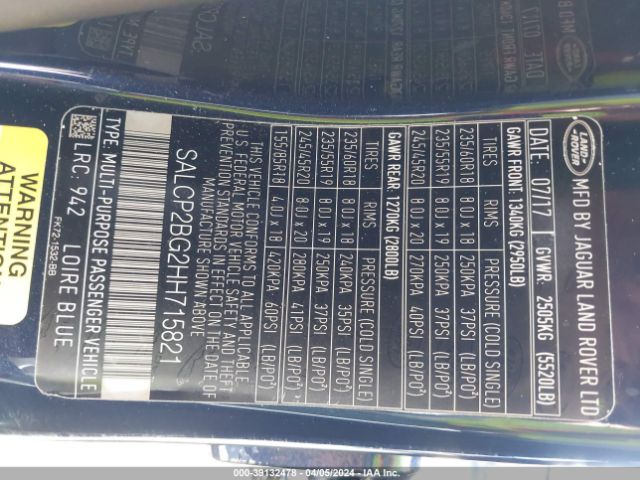 LAND ROVER
MFD BY JAGUAR LAND ROVER LTD
DATE: 07/17 GVWR: 2505KG (5520LB)
GAWR FRONT 1340KG (2950LB)
TIRES RIMS PRESSURE (COLD SINGLE)
235/60R18 8.0J x 18 250KPA 37PSI (LB/PO²)
235/55R19 8.0J x 19 250KPA 37PSI (LB/PO²)
245/45R20 8.0J x 20 270KPA 40PSI (LB/PO²)
GAWR REAR: 1270KG (2800LB)
TIRES RIMS PRESSURE (COLD SINGLE)
235/60R18 8.0J x 18 240KPA 35PSI (LB/PO²)
235/55R19 8.0J x 19 250KPA 37PSI (LB/PO²)
245/45R20 8.0J x 20 280KPA 41PSI (LB/PO²)
155/85R18 4.0J x 18 420KPA 60PSI (LB/PO²)
THIS VEHICLE CONFORMS TO ALL APPLICABLE
U.S FEDERAL MOTOR VEHICLE SAFETY AND THEFT
PREVENTION STANDARDS IN EFFECT ON THE DATE OF
MANUFACTURE SHOWN ABOVE
SALCP2BG2HH715821
TYPE: MULTI-PURPOSE PASSENGER VEHICLE
LRC: 942 LOIRE BLUE
FK72-1532-BB
WARNING
ATTENTION
000-39132478 - 04/05/2024 - IAA Inc.